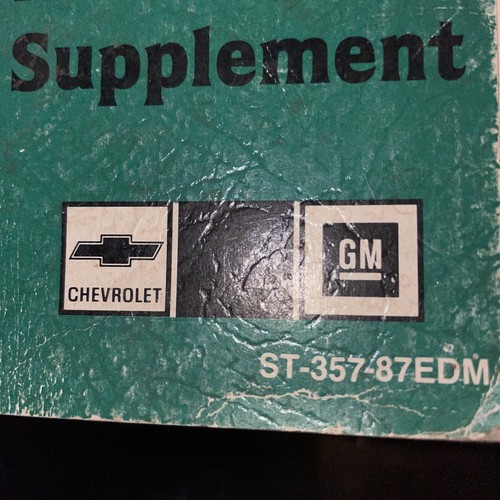 Supplement
CHEVROLET
GM
ST-357-87EDM